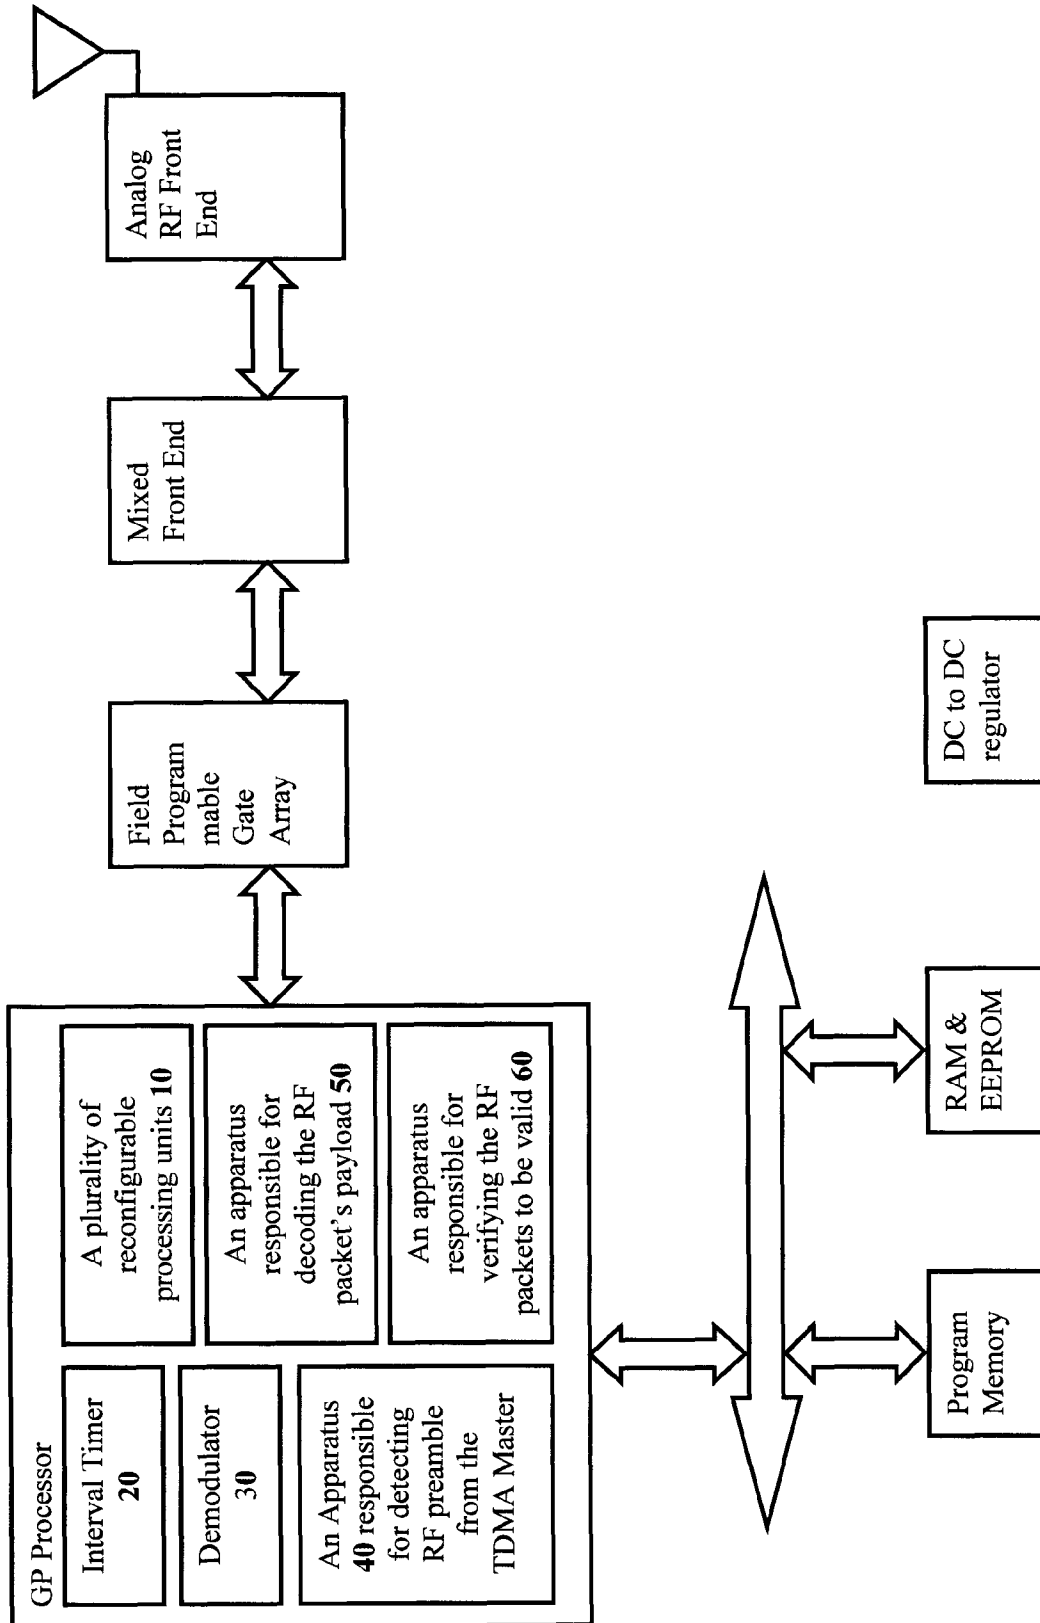 GP Processor
Interval Timer
20
Demodulator
30
An Apparatus
40 responsible
for detecting
RF preamble
from the
TDMA Master
A plurality of
reconfigurable
processing units 10
An apparatus
responsible for
decoding the RF
packet's payload 50
An apparatus
responsible for
verifying the RF
packets to be valid 60
Field
Program
mable
Gate
Array
Mixed
Front End
Analog
RF Front
End
Program
Memory
RAM &
EEPROM
DC to DC
regulator